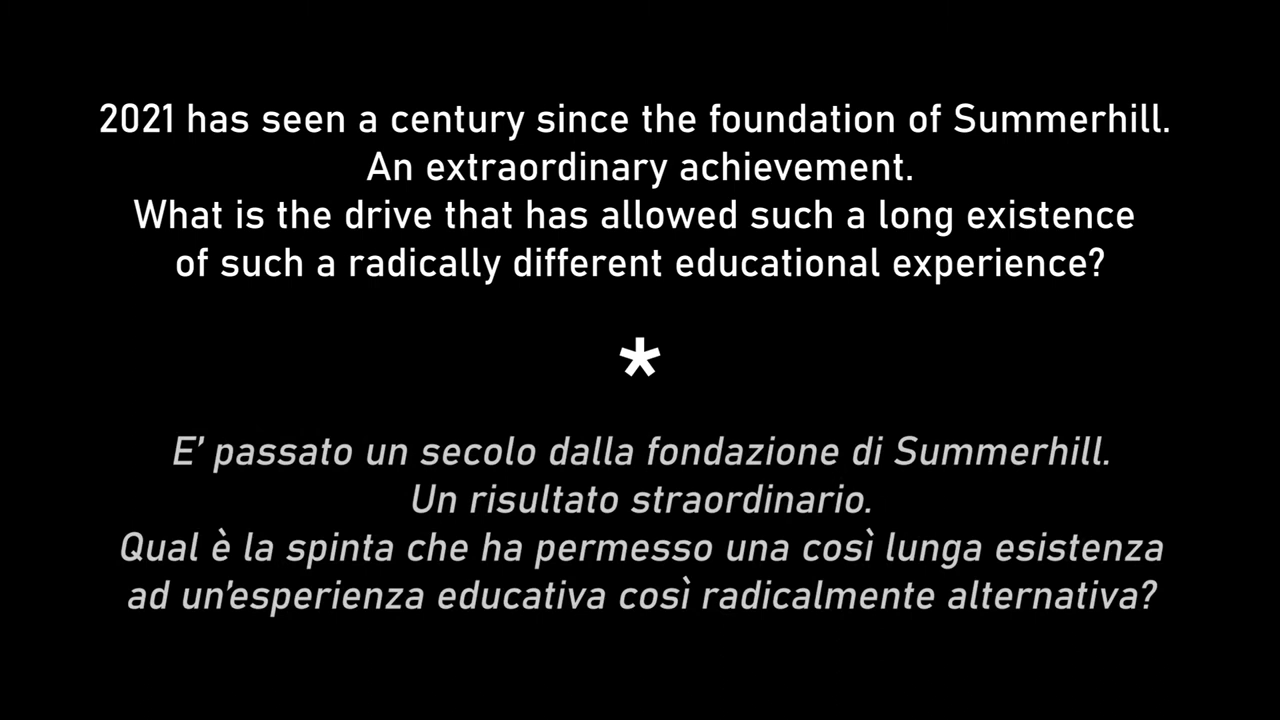 2021 has seen a century since the foundation of Summerhill.
An extraordinary achievement.
What is the drive that has allowed such a long existence
of such a radically different educational experience?
*
E’ passato un secolo dalla fondazione di Summerhill.
Un risultato straordinario.
Qual è la spinta che ha permesso una così lunga esistenza
ad un'esperienza educativa così radicalmente alternativa?